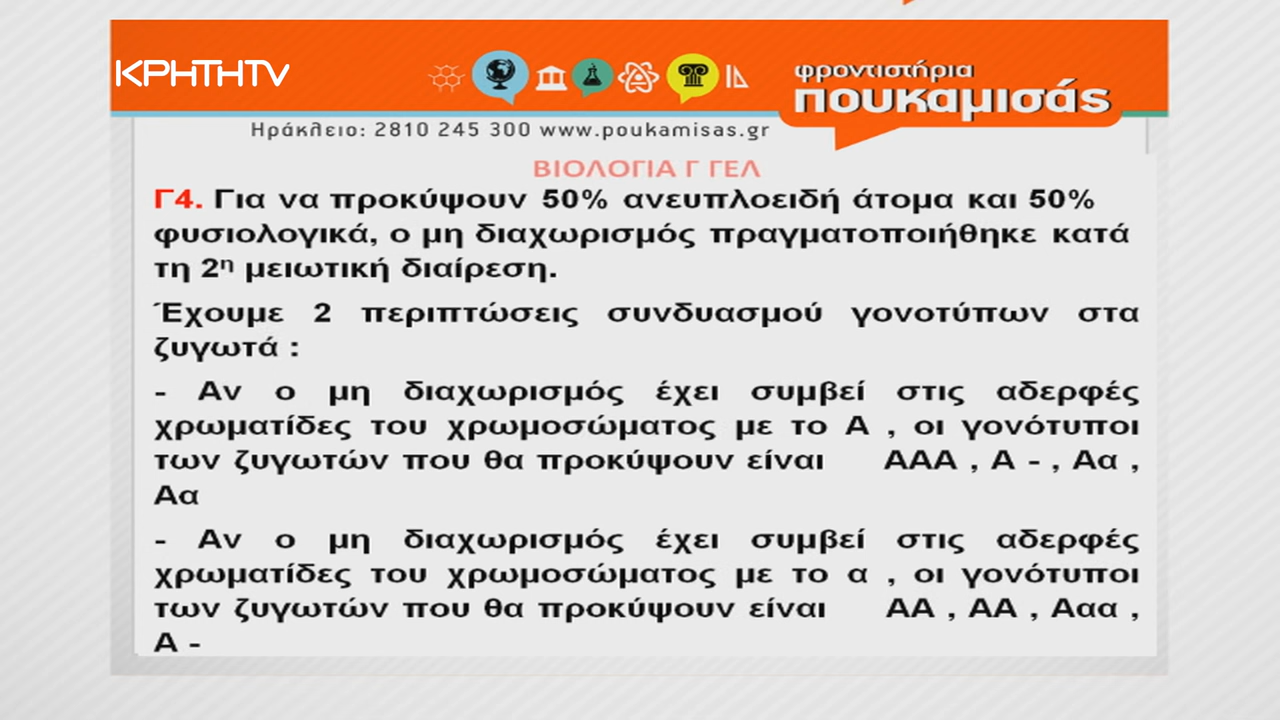 ΚΡΗΤΗTV
φροντιστήρια
πουκαμισάς
Ηράκλειο: 2810 245 300 www.poukamisas.gr
ΒΙΟΛΟΓΙΑ Γ ΓΕΛ
Γ4. Για να προκύψουν 50% ανευπλοειδή άτομα και 50%
φυσιολογικά, ο μη διαχωρισμός πραγματοποιήθηκε κατά
τη 2η μειωτική διαίρεση.
Έχουμε 2 περιπτώσεις συνδυασμού γονοτύπων στα
ζυγωτά :
- Αν ο μη διαχωρισμός έχει συμβεί στις αδερφές
χρωματίδες του χρωμοσώματος με το Α , οι γονότυποι
των ζυγωτών που θα προκύψουν είναι ΑΑΑ , Α - , Αα ,
Αα
- Αν ο μη διαχωρισμός έχει συμβεί στις αδερφές
χρωματίδες του χρωμοσώματος με το α , οι γονότυποι
των ζυγωτών που θα προκύψουν είναι ΑΑ , ΑΑ , Ααα ,
Α -